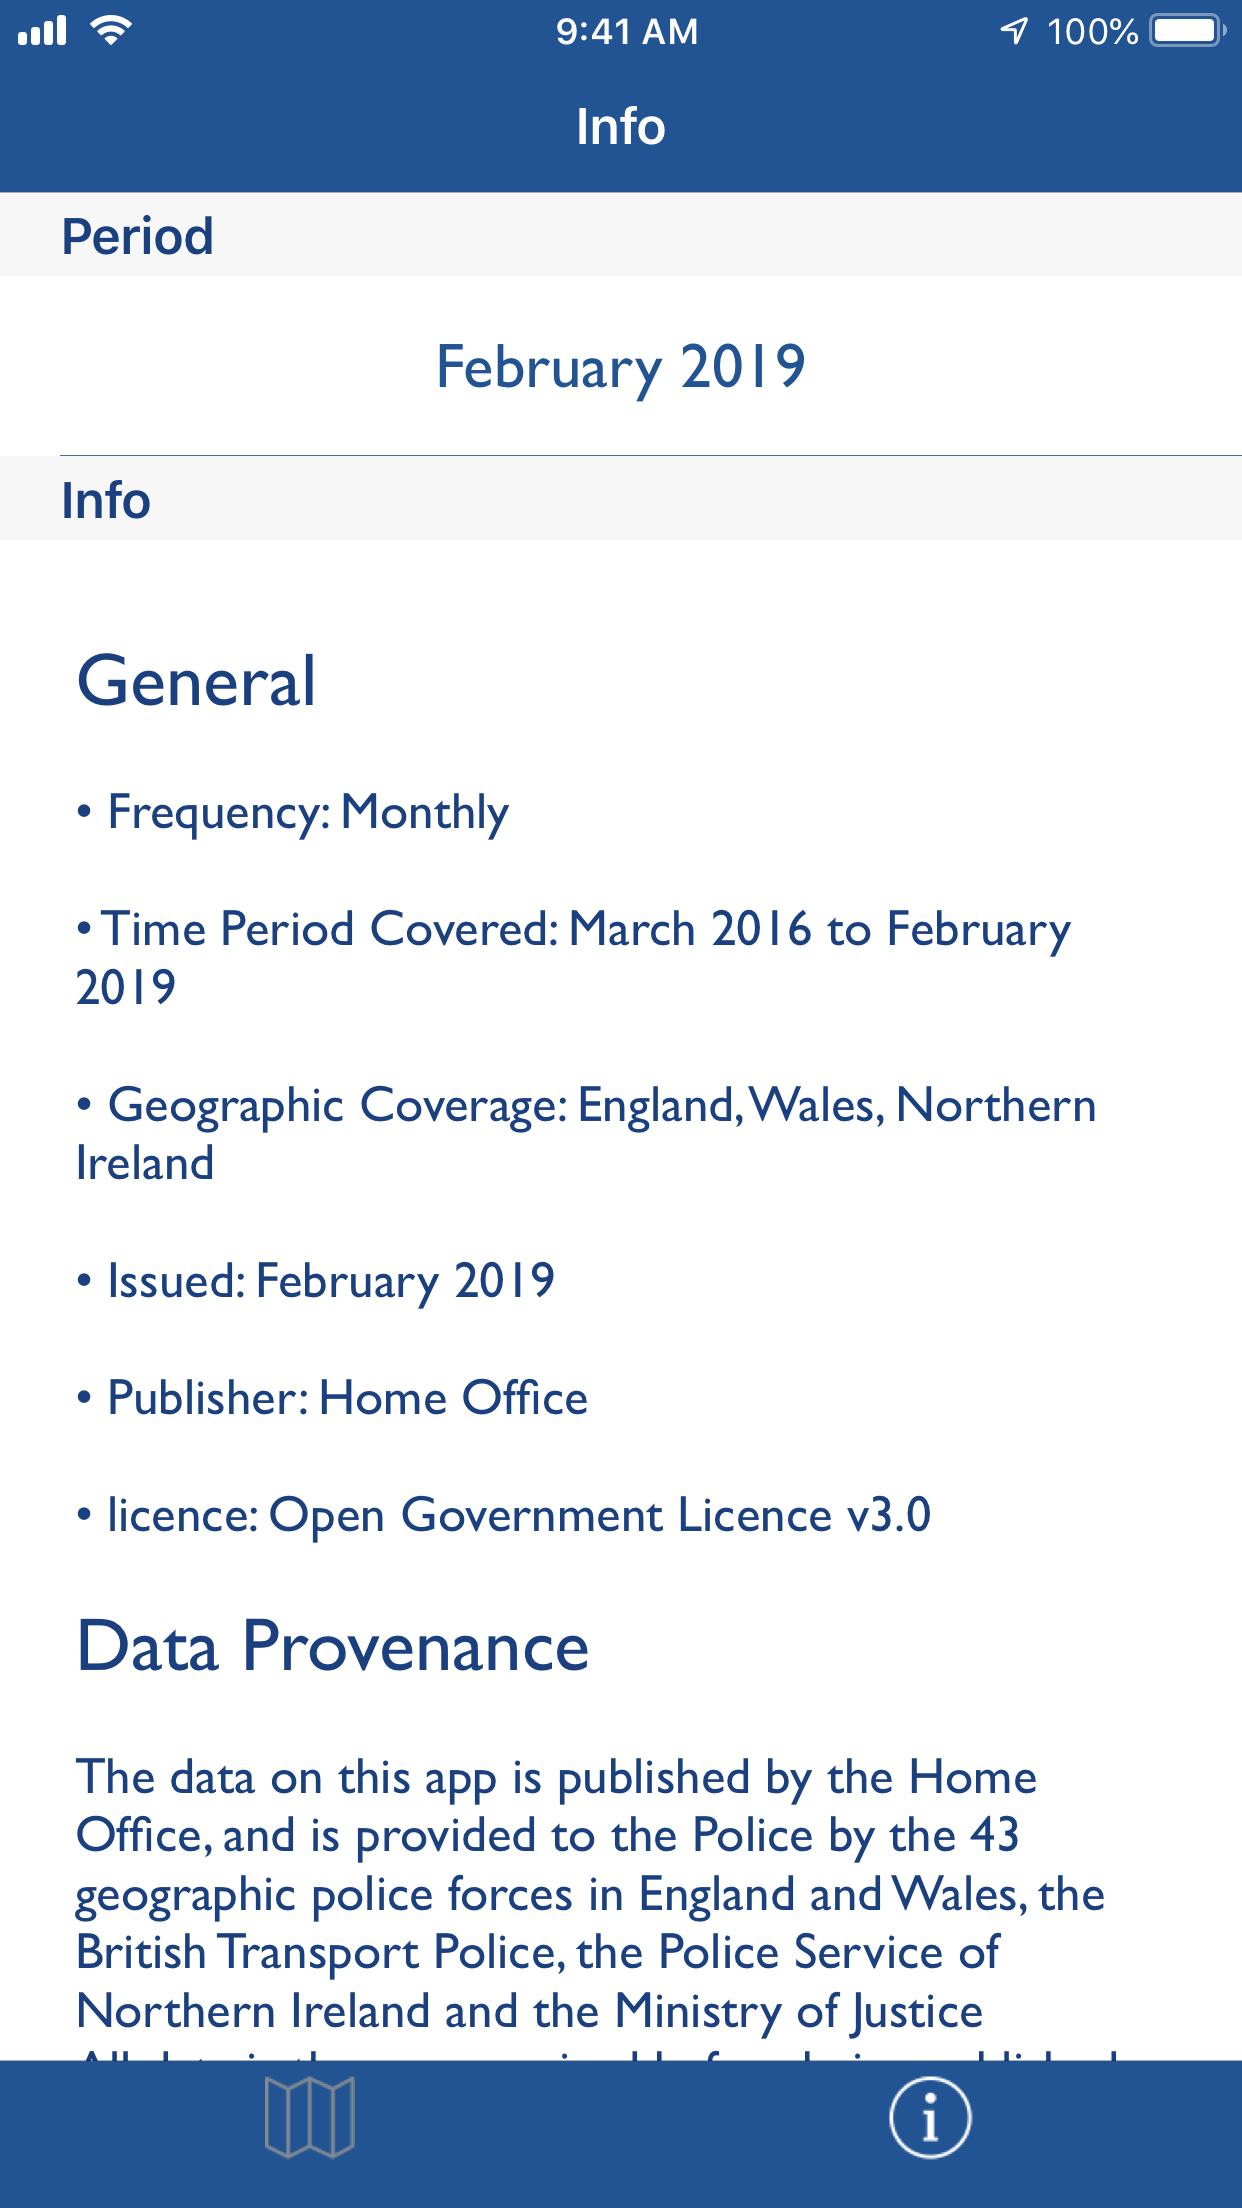 9:41 AM
100%
Info
Period
February 2019
Info
General
• Frequency: Monthly
• Time Period Covered: March 2016 to February
2019
• Geographic Coverage: England, Wales, Northern
Ireland
• Issued: February 2019
• Publisher: Home Office
• licence: Open Government Licence v3.0
Data Provenance
The data on this app is published by the Home
Office, and is provided to the Police by the 43
geographic police forces in England and Wales, the
British Transport Police, the Police Service of
Northern Ireland and the Ministry of Justice